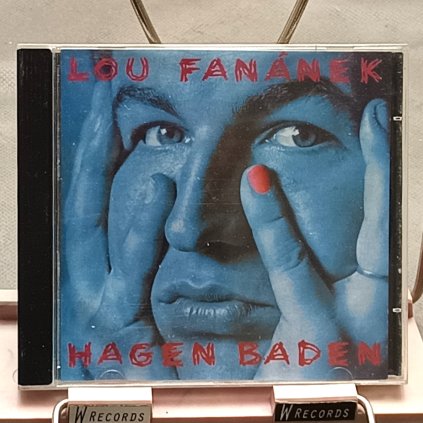 LOU FANÁNEK
HAGEN BADEN
W RECORDS
W RECORDS